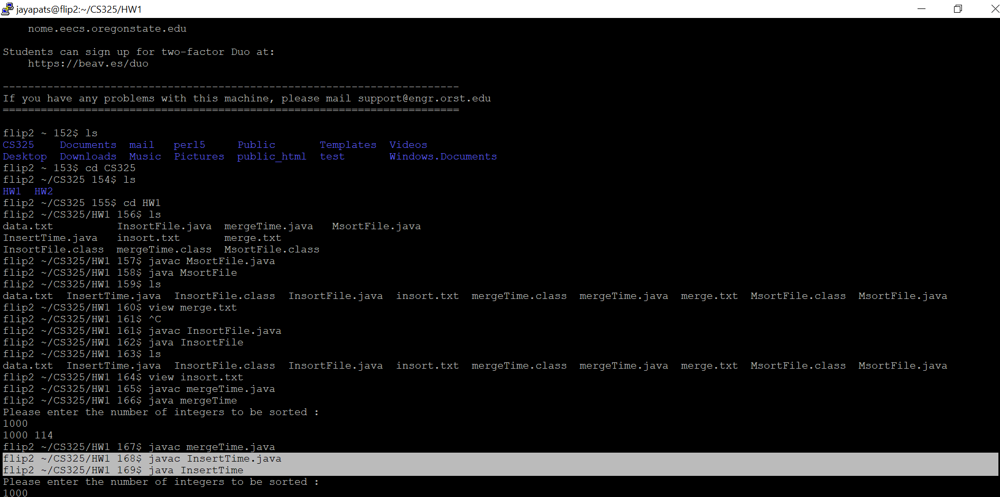 jayapats@flip2:~/CS325/HW1
nome.eecs.oregonstate.edu
Students can sign up for two-factor Duo at:
https://beav.es/duo
------------------------------------------------------------------------
If you have any problems with this machine, please mail support@engr.orst.edu
========================================================================
flip2 ~ 152$ ls
CS325    Documents  mail   perl5     Public       Templates  Videos
Desktop  Downloads  Music  Pictures  public_html  test       Windows.Documents
flip2 ~ 153$ cd CS325
flip2 ~/CS325 154$ ls
HW1  HW2
flip2 ~/CS325 155$ cd HW1
flip2 ~/CS325/HW1 156$ ls
data.txt          InsortFile.java  mergeTime.java   MsortFile.java
InsertTime.java   insort.txt       merge.txt
InsortFile.class  mergeTime.class  MsortFile.class
flip2 ~/CS325/HW1 157$ javac MsortFile.java
flip2 ~/CS325/HW1 158$ java MsortFile
flip2 ~/CS325/HW1 159$ ls
data.txt  InsertTime.java  InsortFile.class  InsortFile.java  insort.txt  mergeTime.class  mergeTime.java  merge.txt  MsortFile.class  MsortFile.java
flip2 ~/CS325/HW1 160$ view merge.txt
flip2 ~/CS325/HW1 161$ ^C
flip2 ~/CS325/HW1 161$ javac InsortFile.java
flip2 ~/CS325/HW1 162$ java InsortFile
flip2 ~/CS325/HW1 163$ ls
data.txt  InsertTime.java  InsortFile.class  InsortFile.java  insort.txt  mergeTime.class  mergeTime.java  merge.txt  MsortFile.class  MsortFile.java
flip2 ~/CS325/HW1 164$ view insort.txt
flip2 ~/CS325/HW1 165$ javac mergeTime.java
flip2 ~/CS325/HW1 166$ java mergeTime
Please enter the number of integers to be sorted :
1000
1000 114
flip2 ~/CS325/HW1 167$ javac mergeTime.java
flip2 ~/CS325/HW1 168$ javac InsertTime.java
flip2 ~/CS325/HW1 169$ java InsertTime
Please enter the number of integers to be sorted :
1000